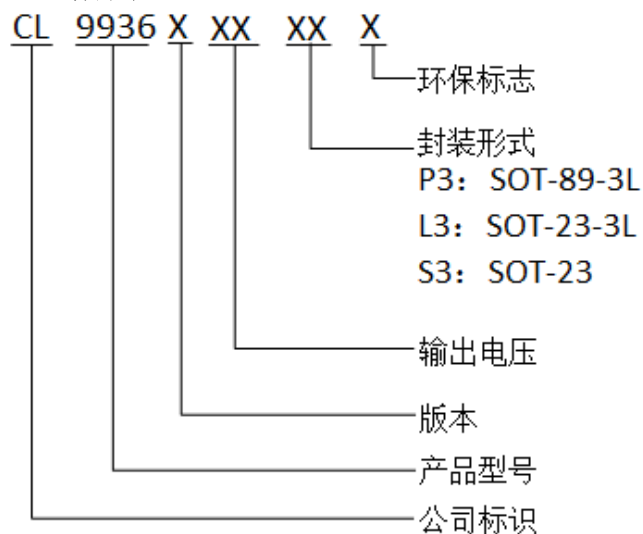 CL 9936 X XX XX X
环保标志
封装形式
P3： SOT-89-3L
L3： SOT-23-3L
S3： SOT-23
输出电压
版本
产品型号
公司标识